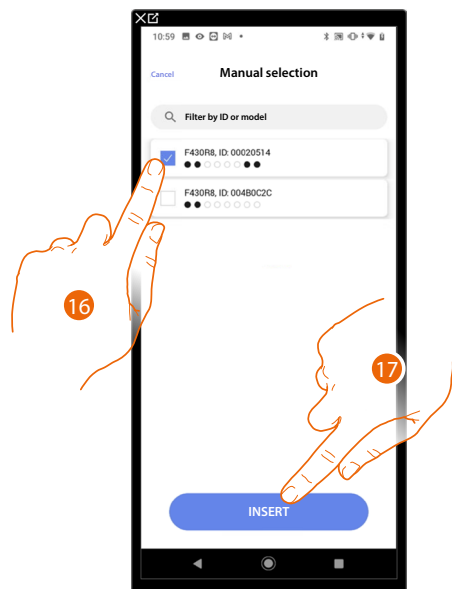 10:59
Cancel
Manual selection
Filter by ID or model
F430R8, ID: 00020514
F430R8, ID: 004B0C2C
16
17
INSERT